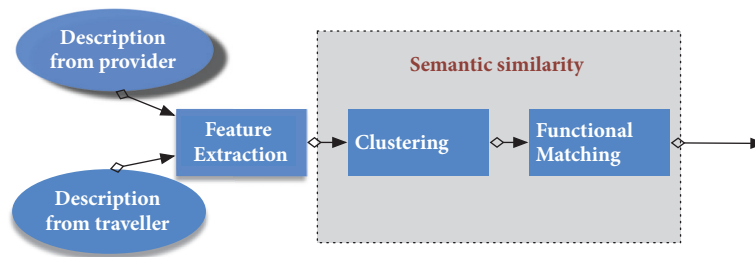 Description
from provider
Semantic similarity
Feature
Extraction
Clustering
Functional
Matching
Description
from traveller